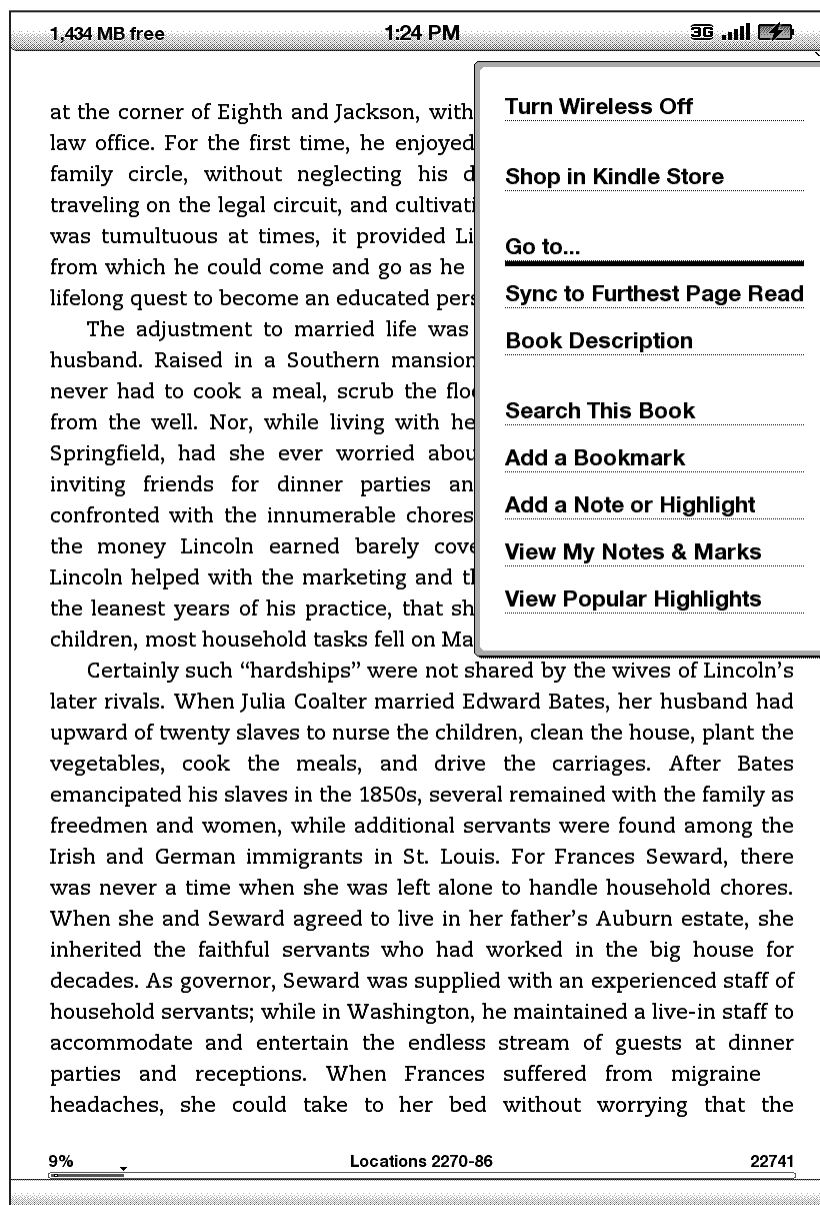 1,434 MB free 1:24 PM 3G
at the corner of Eighth and Jackson, with
law office. For the first time, he enjoyed
family circle, without neglecting his
traveling on the legal circuit, and
was tumultuous at times, it provided
from which he could come and go as he
lifelong quest to become an educated
The adjustment to married life was
husband. Raised in a Southern
never had to cook a meal, scrub the
from the well. Nor, while living with
Springfield, had she ever worried
inviting friends for dinner parties
confronted with the innumerable chores
the money Lincoln earned barely
Lincoln helped with the marketing and
the leanest years of his practice, that
children, most household tasks fell on
Turn Wireless Off
Shop in Kindle Store
Go to...
Sync to Furthest Page Read
Book Description
Search This Book
Add a Bookmark
Add a Note or Highlight
View My Notes & Marks
View Popular Highlights
Certainly such “hardships” were not shared by the wives of Lincoln’s
later rivals. When Julia Coalter married Edward Bates, her husband had
upward of twenty slaves to nurse the children, clean the house, plant the
vegetables, cook the meals, and drive the carriages. After Bates
emancipated his slaves in the 1850s, several remained with the family as
freedmen and women, while additional servants were found among the
Irish and German immigrants in St. Louis. For Frances Seward, there
was never a time when she was left alone to handle household chores.
When she and Seward agreed to live in her father’s Auburn estate, she
inherited the faithful servants who had worked in the big house for
decades. As governor, Seward was supplied with an experienced staff of
household servants; while in Washington, he maintained a live-in staff to
accommodate and entertain the endless stream of guests at dinner
parties and receptions. When Frances suffered from migraine
headaches, she could take to her bed without worrying that the
9% Locations 2270-86 22741